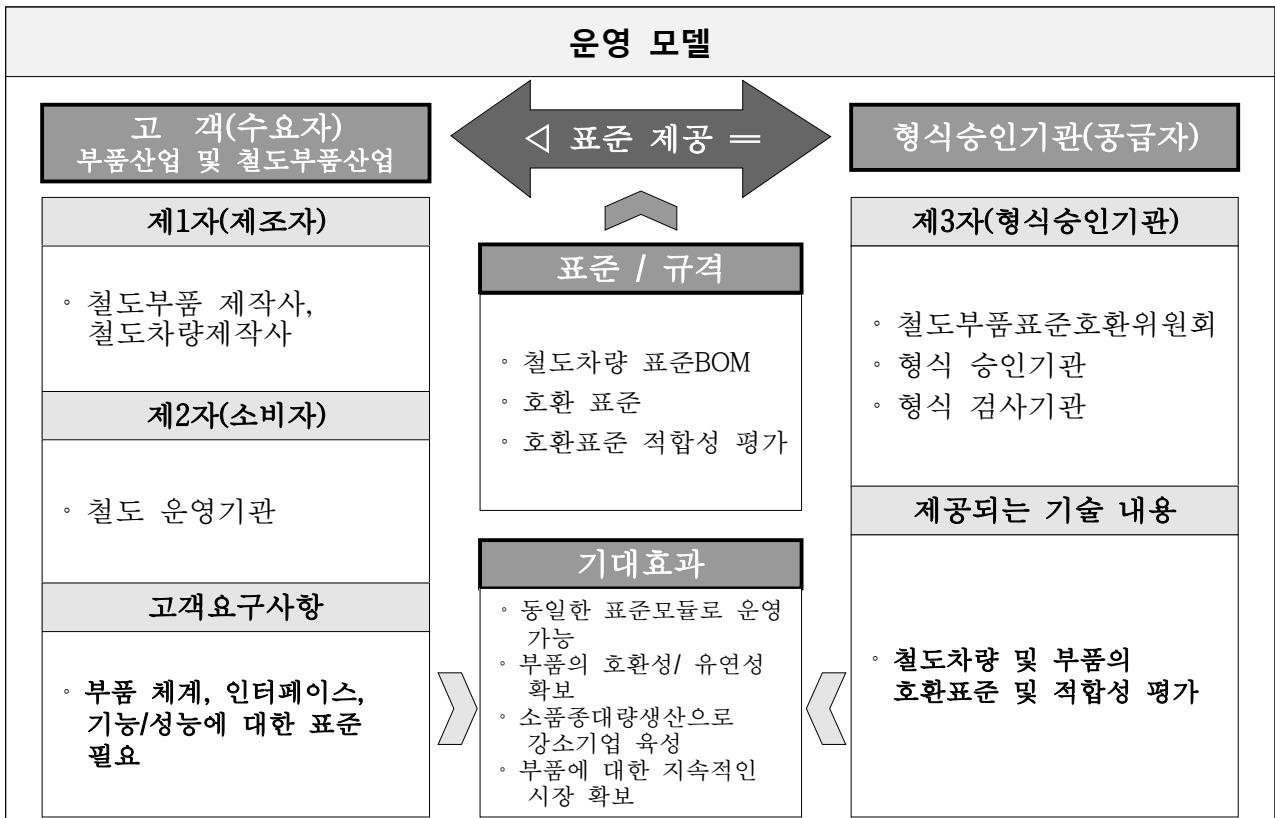 운영 모델
고 객(수요자)
부품산업 및 철도부품산업
◁ 표준 제공 ═
형식승인기관(공급자)
제1자(제조자)
◦ 철도부품 제작사,
철도차량제작사
제2자(소비자)
◦ 철도 운영기관
고객요구사항
◦ 부품 체계, 인터페이스,
기능/성능에 대한 표준
필요
표준 / 규격
◦ 철도차량 표준BOM
◦ 호환 표준
◦ 호환표준 적합성 평가
기대효과
◦ 동일한 표준모듈로 운영
가능
◦ 부품의 호환성/ 유연성
확보
◦ 소품종대량생산으로
강소기업 육성
◦ 부품에 대한 지속적인
시장 확보
제3자(형식승인기관)
◦ 철도부품표준호환위원회
◦ 형식 승인기관
◦ 형식 검사기관
제공되는 기술 내용
◦ 철도차량 및 부품의
호환표준 및 적합성 평가